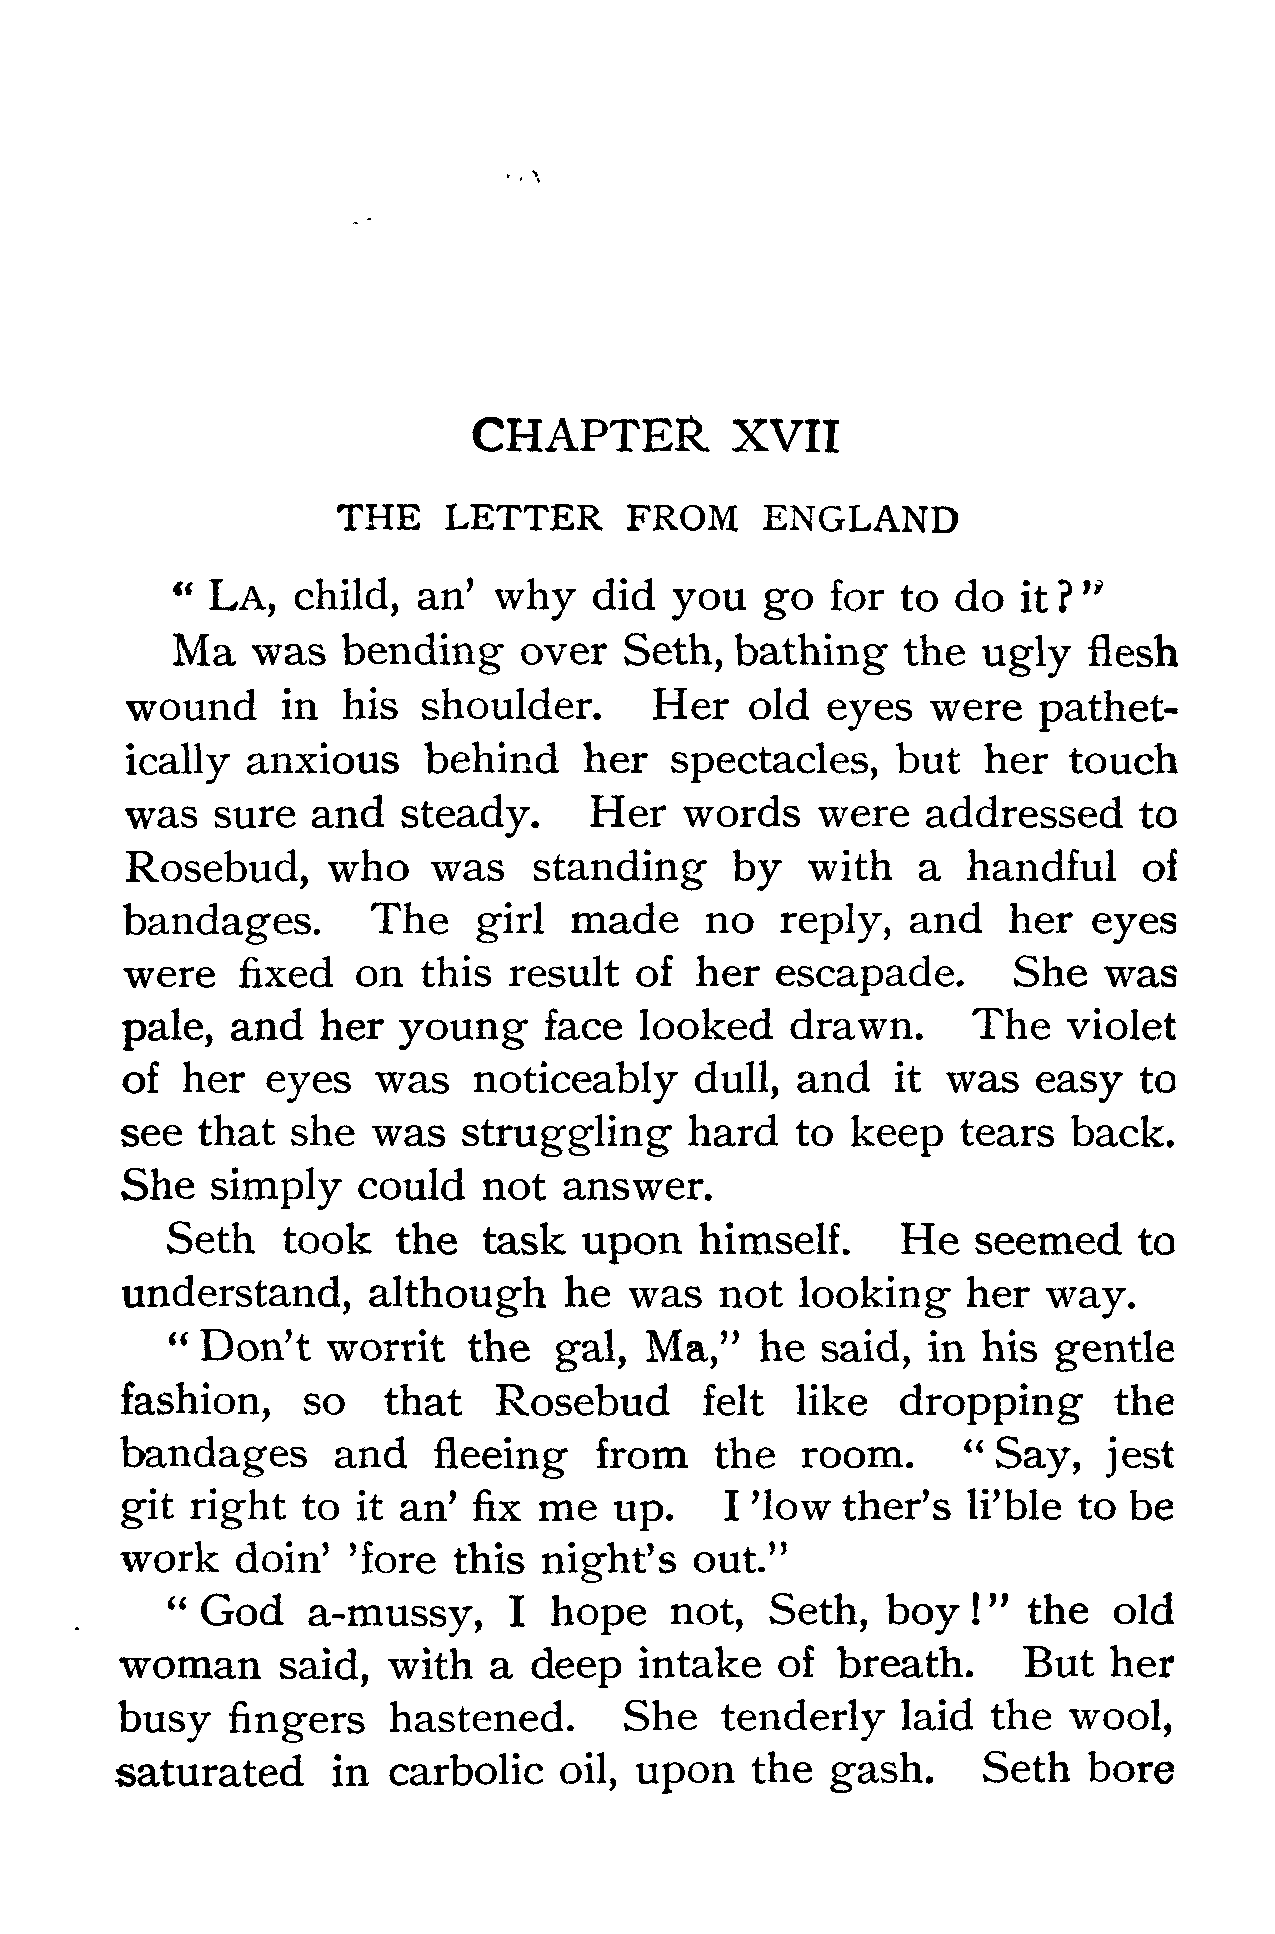 CHAPTER XVII
THE LETTER FROM ENGLAND
“ LA, child, an’ why did you go for to do it ? ”
Ma was bending over Seth, bathing the ugly flesh
wound in his shoulder. Her old eyes were pathet-
ically anxious behind her spectacles, but her touch
was sure and steady. Her words were addressed to
Rosebud, who was standing by with a handful of
bandages. The girl made no reply, and her eyes
were fixed on this result of her escapade. She was
pale, and her young face looked drawn. The violet
of her eyes was noticeably dull, and it was easy to
see that she was struggling hard to keep tears back.
She simply could not answer.
Seth took the task upon himself. He seemed to
understand, although he was not looking her way.
“ Don’t worrit the gal, Ma,” he said, in his gentle
fashion, so that Rosebud felt like dropping the
bandages and fleeing from the room. “ Say, jest
git right to it an’ fix me up. I ’low ther’s li’ble to be
work doin’ ’fore this night’s out.”
“ God a-mussy, I hope not, Seth, boy ! ” the old
woman said, with a deep intake of breath. But her
busy fingers hastened. She tenderly laid the wool,
saturated in carbolic oil, upon the gash. Seth bore